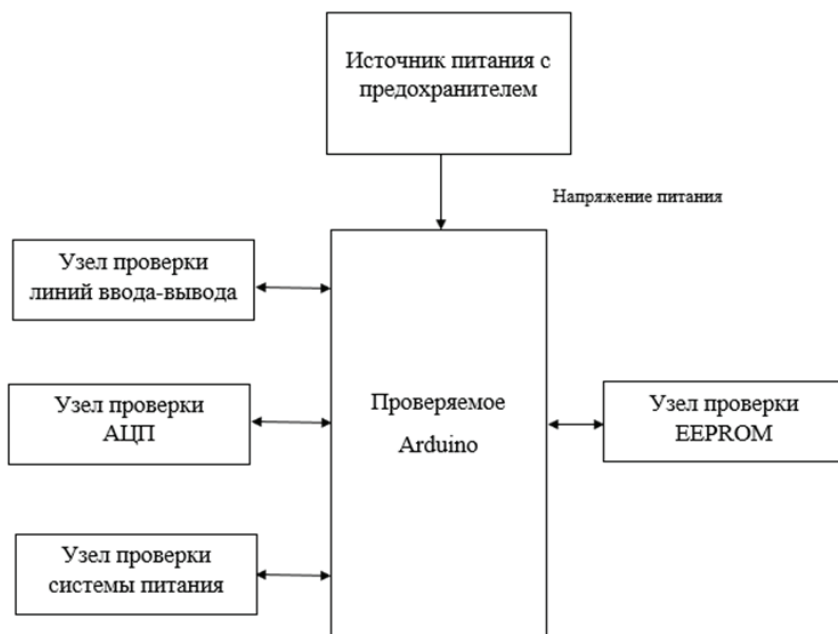 Источник питания с
предохранителем
Напряжение питания
Узел проверки
линий ввода-вывода
Узел проверки
АЦП
Узел проверки
системы питания
Проверяемое
Arduino
Узел проверки
EEPROM